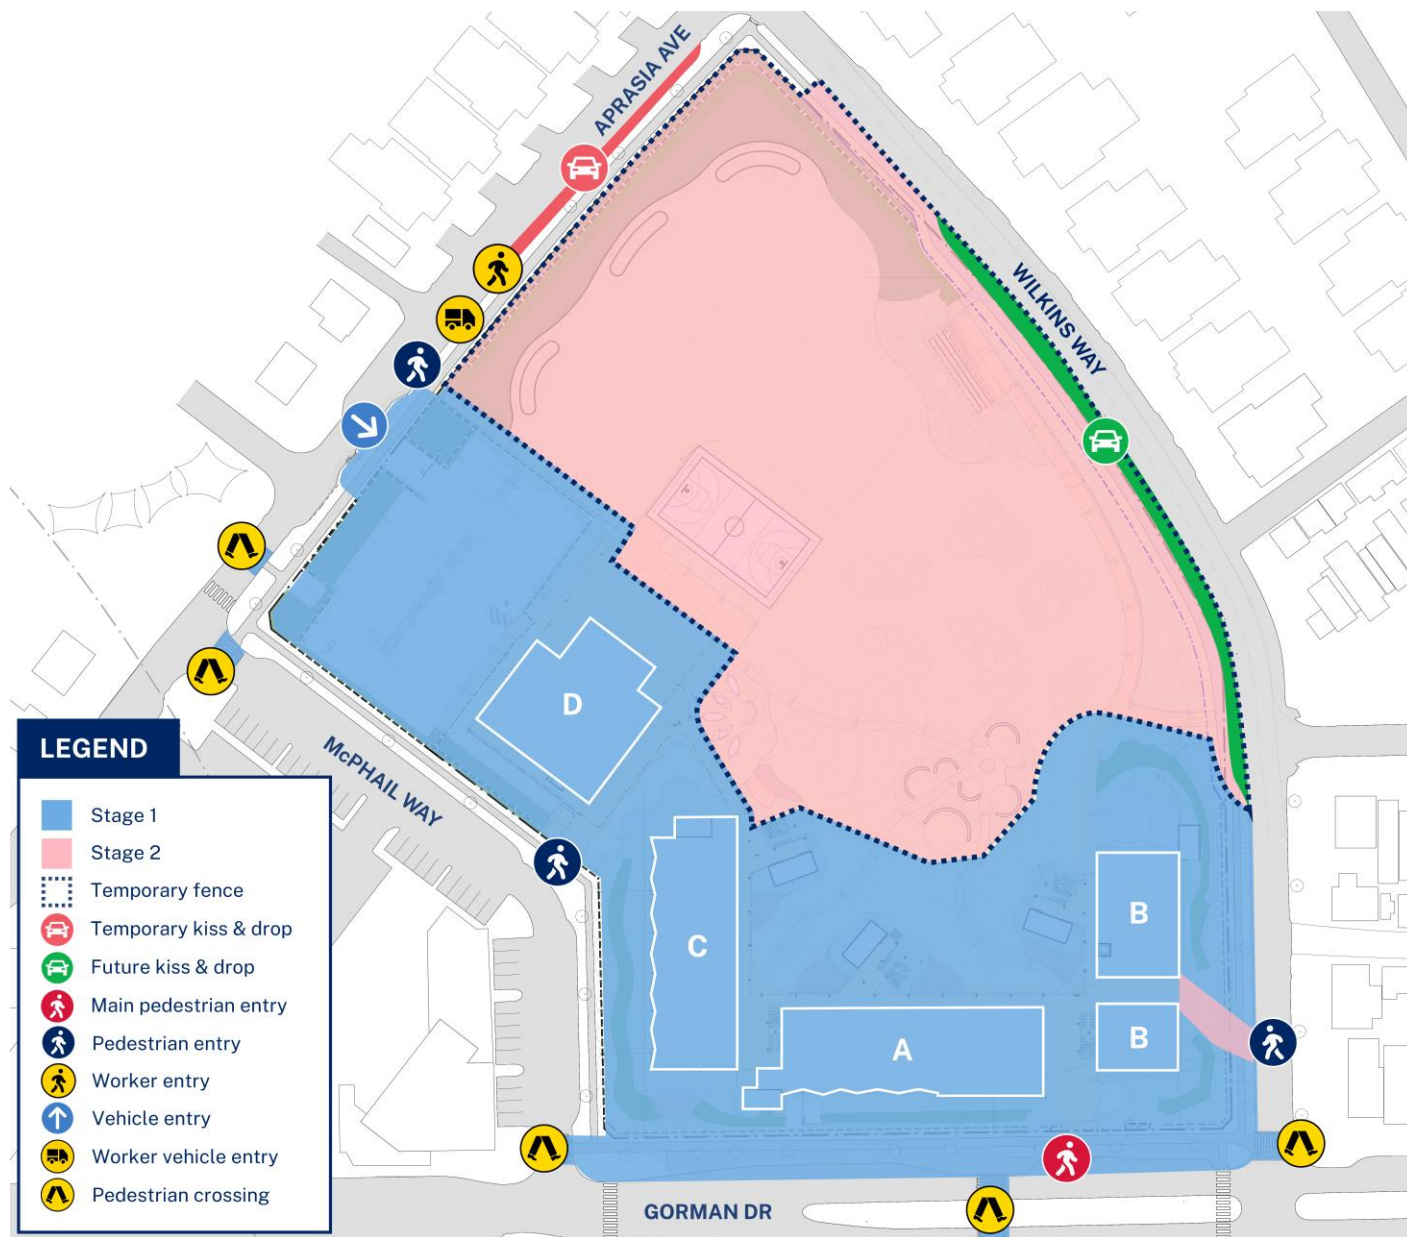 APRASIA AVE
WILKINS WAY
D
McPHAIL WAY
C
B
A
B
GORMAN DR
LEGEND
Stage 1
Stage 2
Temporary fence
Temporary kiss & drop
Future kiss & drop
Main pedestrian entry
Pedestrian entry
Worker entry
Vehicle entry
Worker vehicle entry
Pedestrian crossing